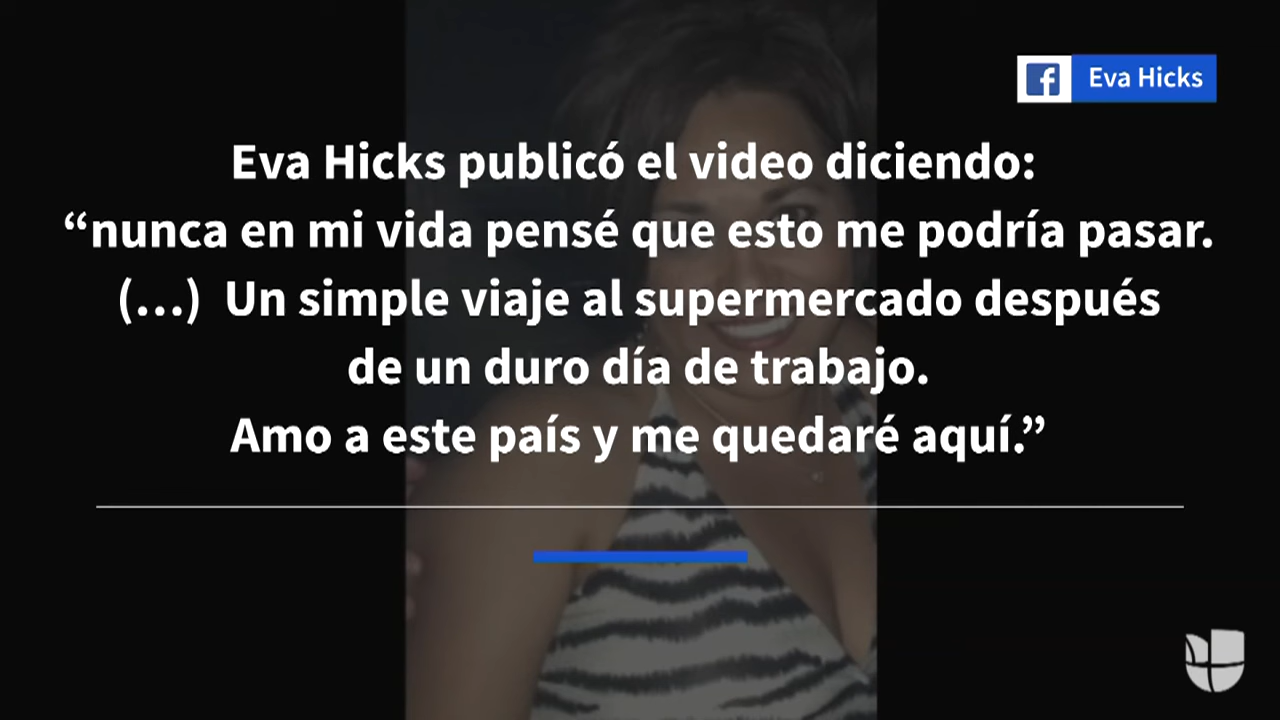 Eva Hicks
Eva Hicks publicó el video diciendo:
“nunca en mi vida pensé que esto me podría pasar.
(...)  Un simple viaje al supermercado después
de un duro día de trabajo.
Amo a este país y me quedaré aquí.”